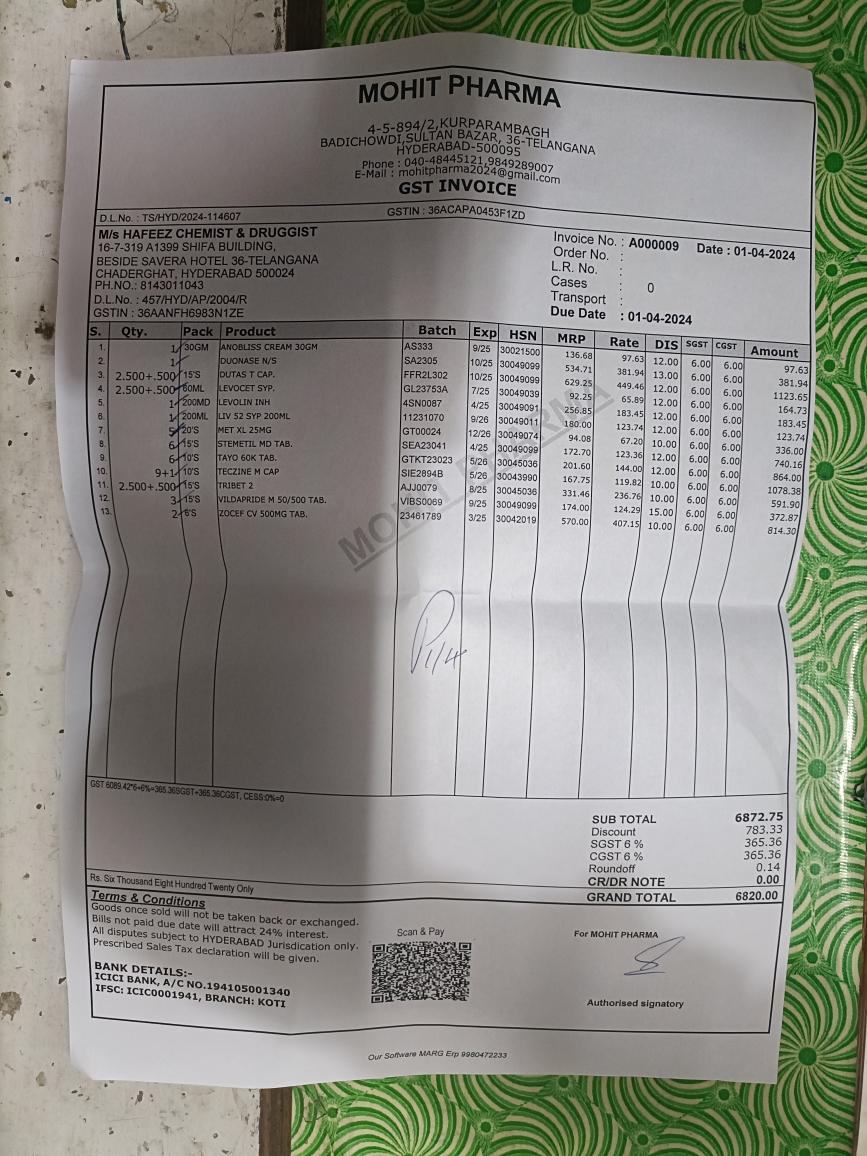 MOHIT PHARMA
4-5-894/2,KURPARAMBAGH
BADICHOWDI,SULTAN BAZAR, 36-TELANGANA
HYDERABAD-500095
Phone : 040-48445121,9849289007
E-Mail : mohitpharma2024@gmail.com
GST INVOICE
D.L.No. : TS/HYD/2024-114607 GSTIN : 36ACAPA0453F1ZD
M/s HAFEEZ CHEMIST & DRUGGIST
16-7-319 A1399 SHIFA BUILDING,
BESIDE SAVERA HOTEL 36-TELANGANA
CHADERGHAT, HYDERABAD 500024
PH.NO.: 8143011043
D.L.No. : 457/HYD/AP/2004/R
GSTIN : 36AANFH6983N1ZE
Invoice No. : A000009 Date : 01-04-2024
Order No. :
L.R. No. :
Cases : 0
Transport :
Due Date : 01-04-2024
S. Qty. Pack Product Batch Exp HSN MRP Rate DIS SGST CGST Amount
1. 1 30GM ANOBLISS CREAM 30GM AS333 9/25 30021500 136.68 97.63 12.00 6.00 6.00 97.63
2. 1 DUONASE N/S SA2305 10/25 30049099 534.71 381.94 13.00 6.00 6.00 381.94
3. 2.500+.500 15'S DUTAS T CAP. FFR2L302 10/25 30049099 629.25 449.46 12.00 6.00 6.00 1123.65
4. 2.500+.500 60ML LEVOCET SYP. GL23753A 7/25 30049039 92.25 65.89 12.00 6.00 6.00 164.73
5. 1 200MD LEVOLIN INH 4SN0087 4/25 30049091 256.85 183.45 12.00 6.00 6.00 183.45
6. 1 200ML LIV 52 SYP 200ML 11231070 9/26 30049011 180.00 123.74 12.00 6.00 6.00 123.74
7. 5 20'S MET XL 25MG GT00024 12/26 30049074 94.08 67.20 10.00 6.00 6.00 336.00
8. 6 15'S STEMETIL MD TAB. SEA23041 4/25 30049099 172.70 123.36 12.00 6.00 6.00 740.16
9. 6 10'S TAYO 60K TAB. GTKT23023 5/26 30045036 201.60 144.00 12.00 6.00 6.00 864.00
10. 9+1 10'S TECZINE M CAP SIE2894B 5/26 30043990 167.75 119.82 10.00 6.00 6.00 1078.38
11. 2.500+.500 15'S TRIBET 2 AJJ0079 8/25 30045036 331.46 236.76 10.00 6.00 6.00 591.90
12. 3 15'S VILDAPRIDE M 50/500 TAB. VIBS0069 9/25 30049099 174.00 124.29 15.00 6.00 6.00 372.87
13. 2 6'S ZOCEF CV 500MG TAB. 23461789 3/25 30042019 570.00 407.15 10.00 6.00 6.00 814.30
MOHIT PHARMA
P1/4
GST 6089.42*6+6%=365.36SGST+365.36CGST, CESS:0%=0
SUB TOTAL 6872.75
Discount 783.33
SGST 6 % 365.36
CGST 6 % 365.36
Roundoff 0.14
CR/DR NOTE 0.00
Rs. Six Thousand Eight Hundred Twenty Only
GRAND TOTAL 6820.00
Terms & Conditions
Goods once sold will not be taken back or exchanged.
Bills not paid due date will attract 24% interest.
All disputes subject to HYDERABAD Jurisdication only.
Prescribed Sales Tax declaration will be given.
BANK DETAILS:-
ICICI BANK, A/C NO.194105001340
IFSC: ICIC0001941, BRANCH: KOTI
Scan & Pay
For MOHIT PHARMA
Authorised signatory
Our Software MARG Erp 9980472233